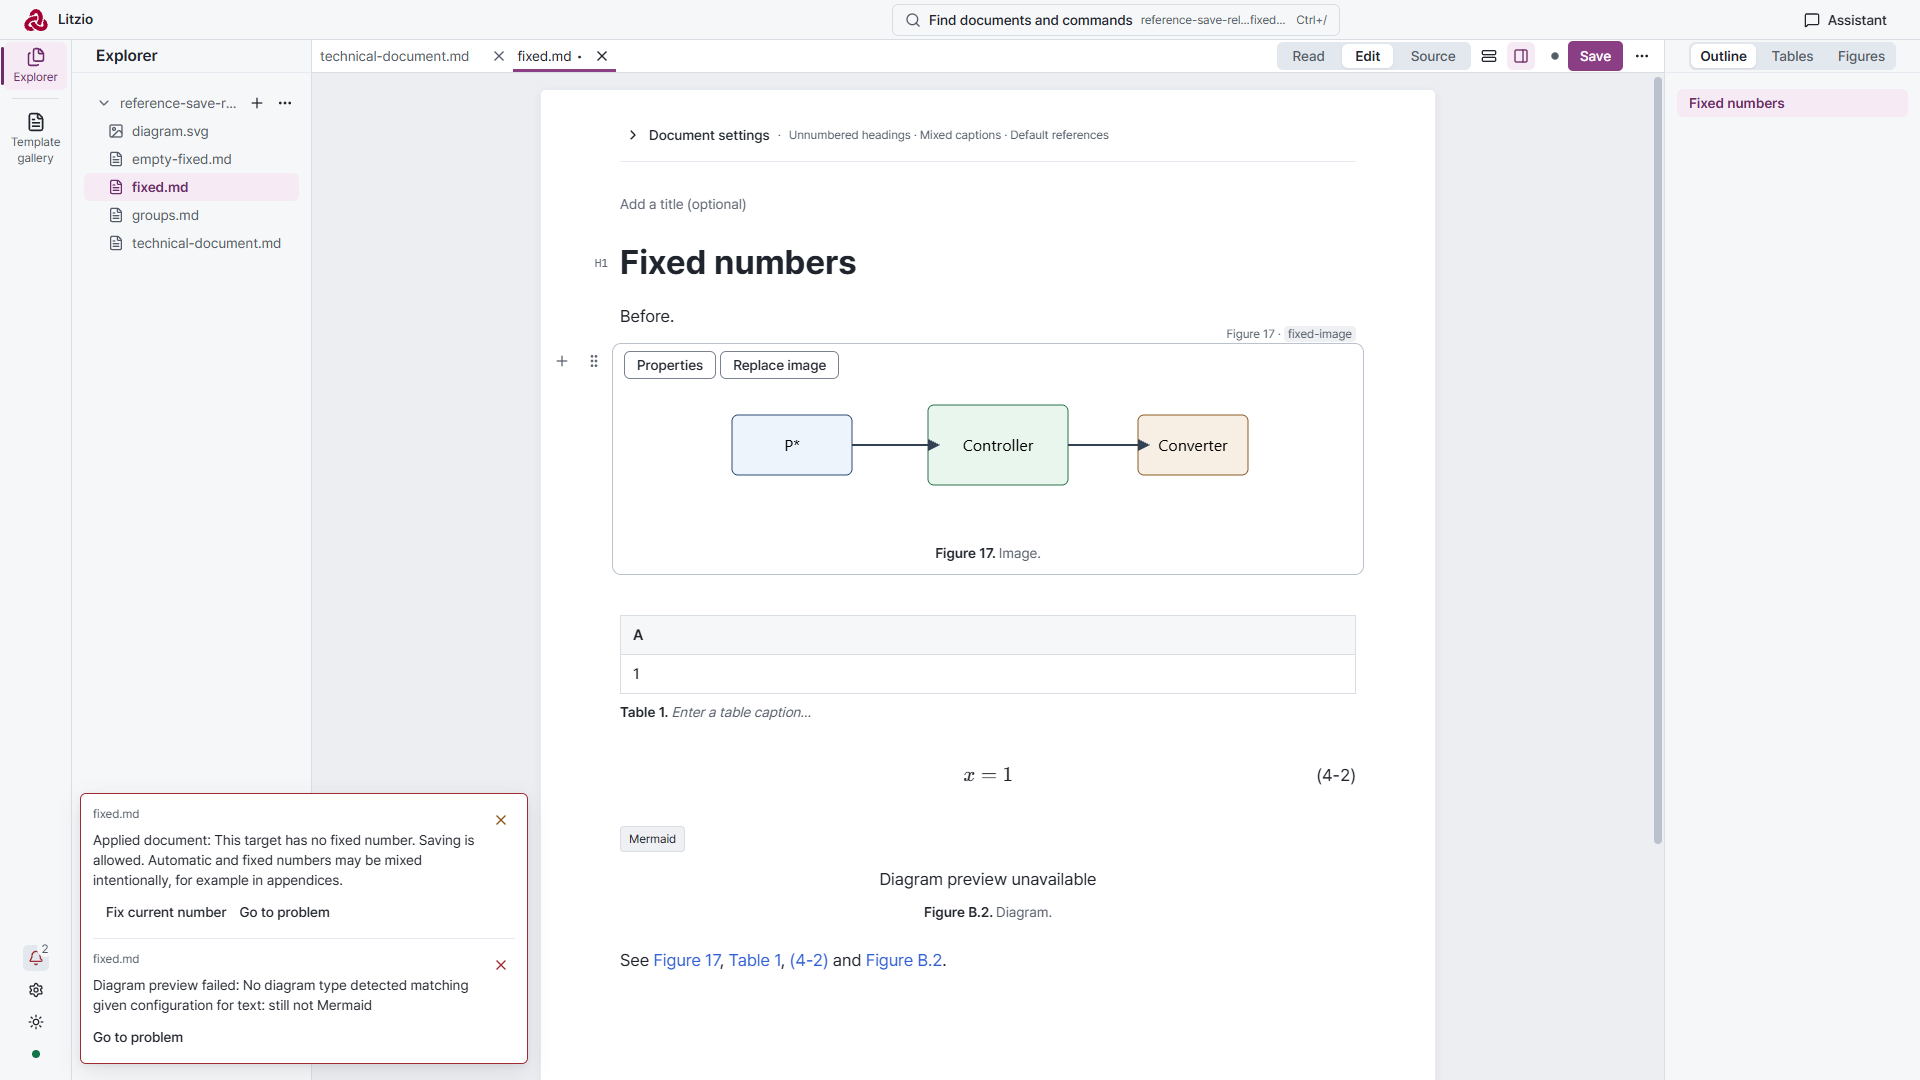 Litzio
Find documents and commands reference-save-rel...fixed... Ctrl+/
Assistant
Explorer
Template gallery
Explorer
reference-save-r...
diagram.svg
empty-fixed.md
fixed.md
groups.md
technical-document.md
technical-document.md
fixed.md •
Read Edit Source
Save
Outline Tables Figures
Fixed numbers
Document settings · Unnumbered headings · Mixed captions · Default references
Add a title (optional)
H1 Fixed numbers
Before.
Figure 17 · fixed-image
Properties Replace image
P* Controller Converter
Figure 17. Image.
A
1
Table 1. Enter a table caption...
x = 1 (4-2)
Mermaid
Diagram preview unavailable
Figure B.2. Diagram.
See Figure 17, Table 1, (4-2) and Figure B.2.
fixed.md
Applied document: This target has no fixed number. Saving is
allowed. Automatic and fixed numbers may be mixed
intentionally, for example in appendices.
Fix current number Go to problem
fixed.md
Diagram preview failed: No diagram type detected matching
given configuration for text: still not Mermaid
Go to problem
2